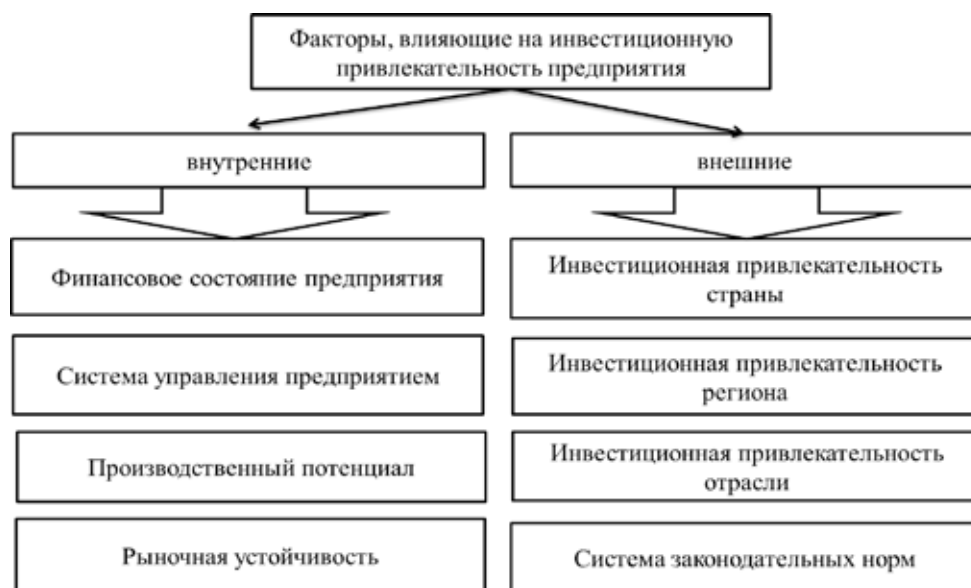 Факторы, влияющие на инвестиционную
привлекательность предприятия
внутренние
внешние
Финансовое состояние предприятия
Инвестиционная привлекательность
страны
Система управления предприятием
Инвестиционная привлекательность
региона
Производственный потенциал
Инвестиционная привлекательность
отрасли
Рыночная устойчивость
Система законодательных норм